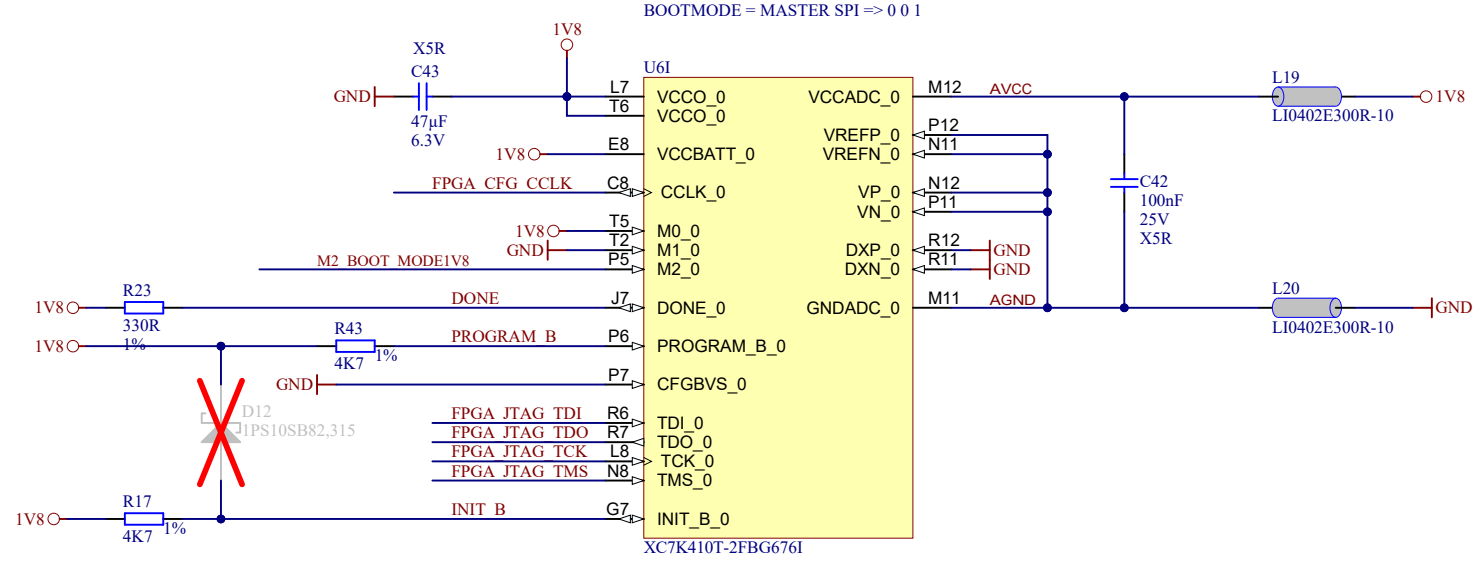 BOOTMODE = MASTER SPI => 0 0 1
1V8
X5R
C43
GND
47µF
6.3V
U6I
L7 VCCO_0
T6 VCCO_0
1V8 E8 VCCBATT_0
FPGA_CFG_CCLK C8 CCLK_0
1V8 T5 M0_0
GND T2 M1_0
M2_BOOT_MODE1V8 P5 M2_0
R23
1V8 DONE J7 DONE_0
330R
1%
R43
1V8 PROGRAM_B P6 PROGRAM_B_0
4K7 1%
GND P7 CFGBVS_0
D12
1PS10SB82,315
FPGA_JTAG_TDI R6 TDI_0
FPGA_JTAG_TDO R7 TDO_0
FPGA_JTAG_TCK L8 TCK_0
FPGA_JTAG_TMS N8 TMS_0
R17
1V8 INIT_B G7 INIT_B_0
4K7 1%
XC7K410T-2FBG676I
VCCADC_0 M12 AVCC
L19
1V8
LI0402E300R-10
VREFP_0 P12
VREFN_0 N11
VP_0 N12
VN_0 P11
C42
100nF
25V
X5R
DXP_0 R12 GND
DXN_0 R11 GND
GNDADC_0 M11 AGND
L20
GND
LI0402E300R-10